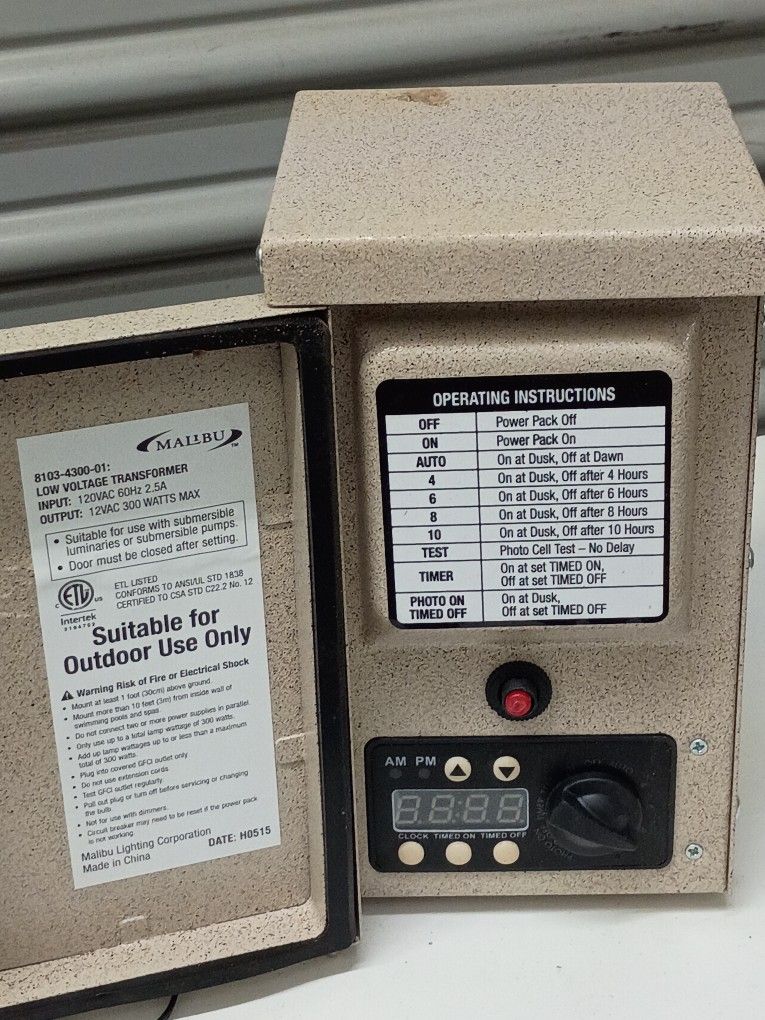 MALIBU™
8103-4300-01:
LOW VOLTAGE TRANSFORMER
INPUT: 120VAC 60Hz 2.5A
OUTPUT: 12VAC 300 WATTS MAX
• Suitable for use with submersible
luminaries or submersible pumps.
• Door must be closed after setting.
C ETL US
Intertek
ETL LISTED
CONFORMS TO ANSI/UL STD 1838
CERTIFIED TO CSA STD C22.2 No. 12
Suitable for
Outdoor Use Only
Warning Risk of Fire or Electrical Shock
• Mount at least 1 foot (30cm) above ground.
• Mount more than 10 feet (3m) from inside wall of
swimming pools and spas.
• Do not connect two or more power supplies in parallel.
• Only use up to a total lamp wattage of 300 watts.
• Add up lamp wattages up to or less than a maximum
total of 300 watts.
• Plug into covered GFCI outlet only
• Do not use extension cords.
• Test GFCI outlet regularly.
• Pull out plug or turn off before servicing or changing
the bulb.
• Not for use with dimmers.
• Circuit breaker may need to be reset if the power pack
is not working.
Malibu Lighting Corporation
Made in China
DATE: H0515
OPERATING INSTRUCTIONS
OFF Power Pack Off
ON Power Pack On
AUTO On at Dusk, Off at Dawn
4 On at Dusk, Off after 4 Hours
6 On at Dusk, Off after 6 Hours
8 On at Dusk, Off after 8 Hours
10 On at Dusk, Off after 10 Hours
TEST Photo Cell Test – No Delay
TIMER On at set TIMED ON,
Off at set TIMED OFF
PHOTO ON On at Dusk,
TIMED OFF Off at set TIMED OFF
AM PM
CLOCK TIMED ON TIMED OFF